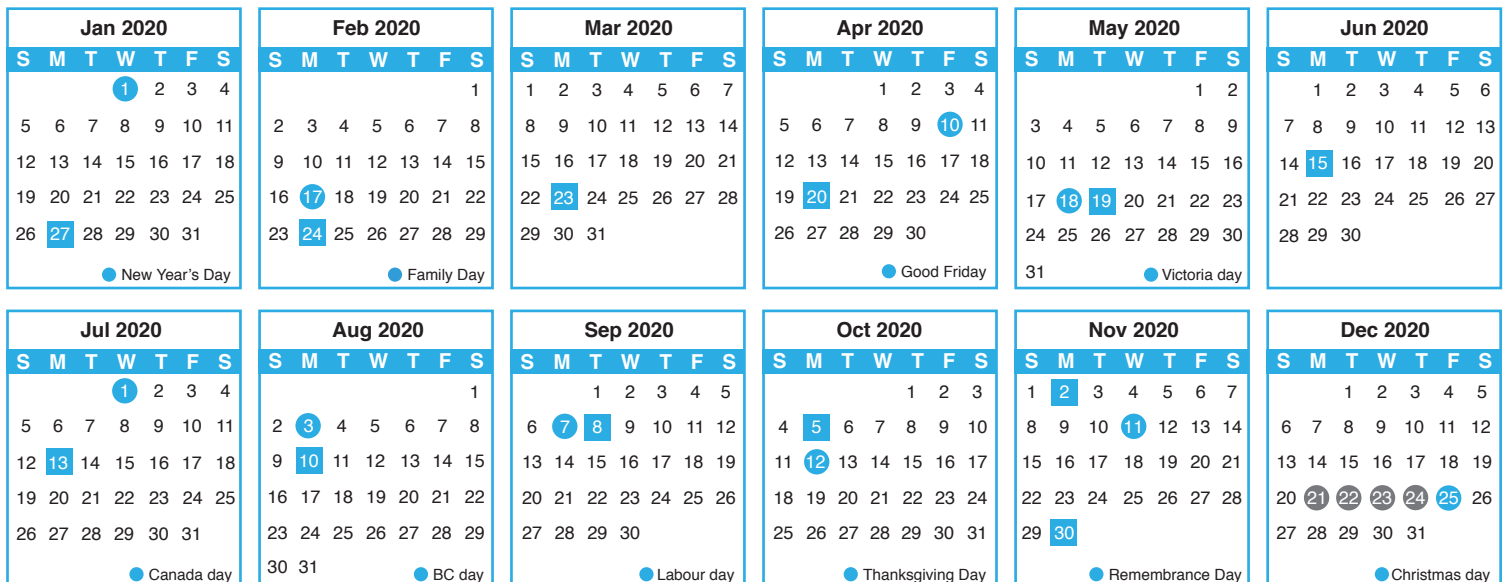 Jan 2020
S M T W T F S
1 2 3 4
5 6 7 8 9 10 11
12 13 14 15 16 17 18
19 20 21 22 23 24 25
26 27 28 29 30 31
New Year’s Day
Feb 2020
S M T W T F S
1
2 3 4 5 6 7 8
9 10 11 12 13 14 15
16 17 18 19 20 21 22
23 24 25 26 27 28 29
Family Day
Mar 2020
S M T W T F S
1 2 3 4 5 6 7
8 9 10 11 12 13 14
15 16 17 18 19 20 21
22 23 24 25 26 27 28
29 30 31
Apr 2020
S M T W T F S
1 2 3 4
5 6 7 8 9 10 11
12 13 14 15 16 17 18
19 20 21 22 23 24 25
26 27 28 29 30
Good Friday
May 2020
S M T W T F S
1 2
3 4 5 6 7 8 9
10 11 12 13 14 15 16
17 18 19 20 21 22 23
24 25 26 27 28 29 30
31
Victoria day
Jun 2020
S M T W T F S
1 2 3 4 5 6
7 8 9 10 11 12 13
14 15 16 17 18 19 20
21 22 23 24 25 26 27
28 29 30
Jul 2020
S M T W T F S
1 2 3 4
5 6 7 8 9 10 11
12 13 14 15 16 17 18
19 20 21 22 23 24 25
26 27 28 29 30 31
Canada day
Aug 2020
S M T W T F S
1
2 3 4 5 6 7 8
9 10 11 12 13 14 15
16 17 18 19 20 21 22
23 24 25 26 27 28 29
30 31
BC day
Sep 2020
S M T W T F S
1 2 3 4 5
6 7 8 9 10 11 12
13 14 15 16 17 18 19
20 21 22 23 24 25 26
27 28 29 30
Labour day
Oct 2020
S M T W T F S
1 2 3
4 5 6 7 8 9 10
11 12 13 14 15 16 17
18 19 20 21 22 23 24
25 26 27 28 29 30 31
Thanksgiving Day
Nov 2020
S M T W T F S
1 2 3 4 5 6 7
8 9 10 11 12 13 14
15 16 17 18 19 20 21
22 23 24 25 26 27 28
29 30
Remembrance Day
Dec 2020
S M T W T F S
1 2 3 4 5
6 7 8 9 10 11 12
13 14 15 16 17 18 19
20 21 22 23 24 25 26
27 28 29 30 31
Christmas day